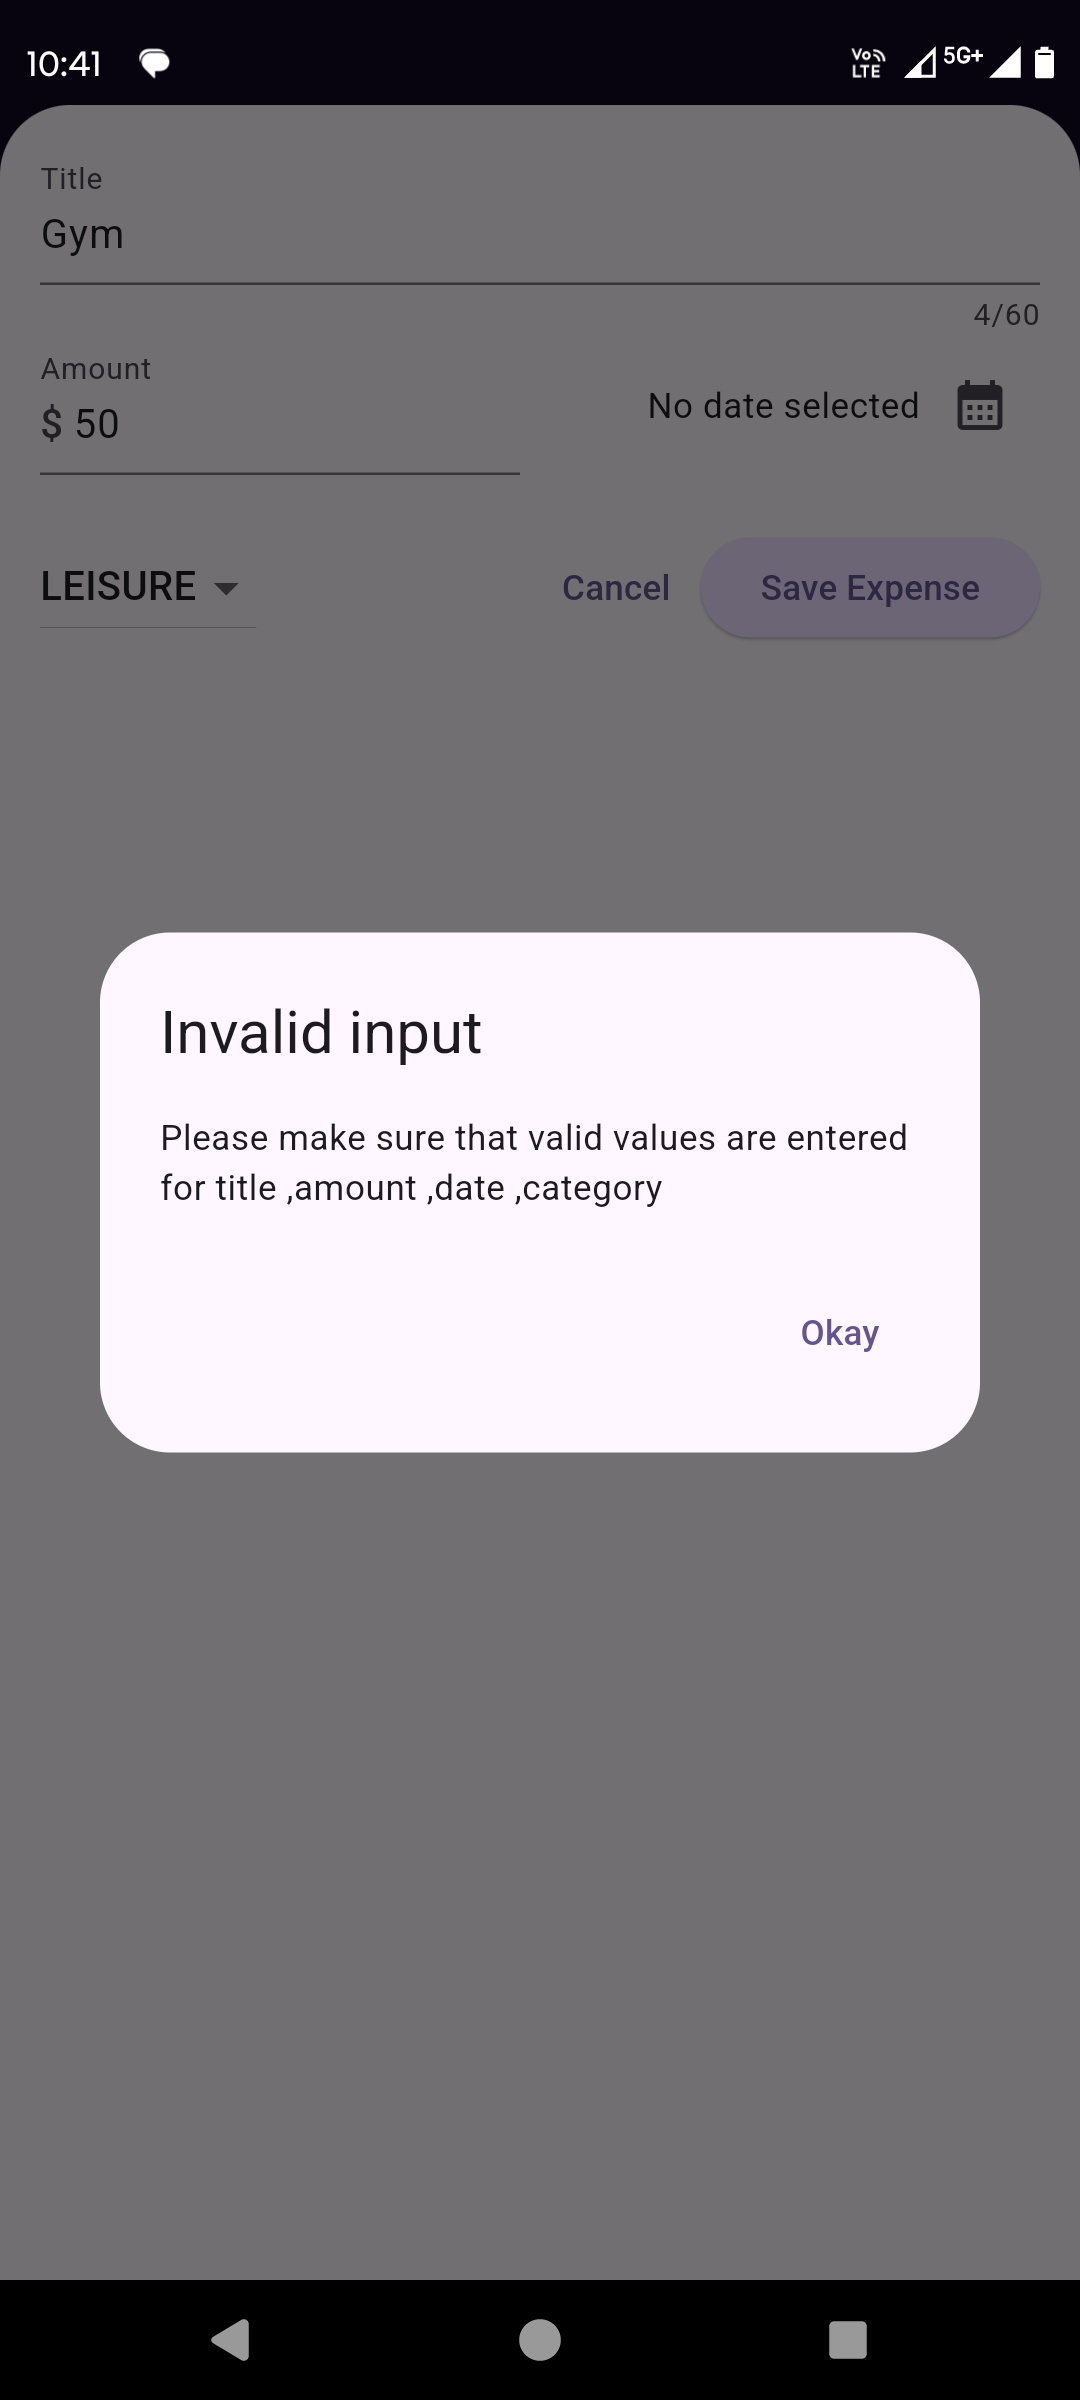 10:41
Vo LTE 5G+
Title
Gym
4/60
Amount
$ 50
No date selected
LEISURE
Cancel
Save Expense
Invalid input
Please make sure that valid values are entered
for title ,amount ,date ,category
Okay